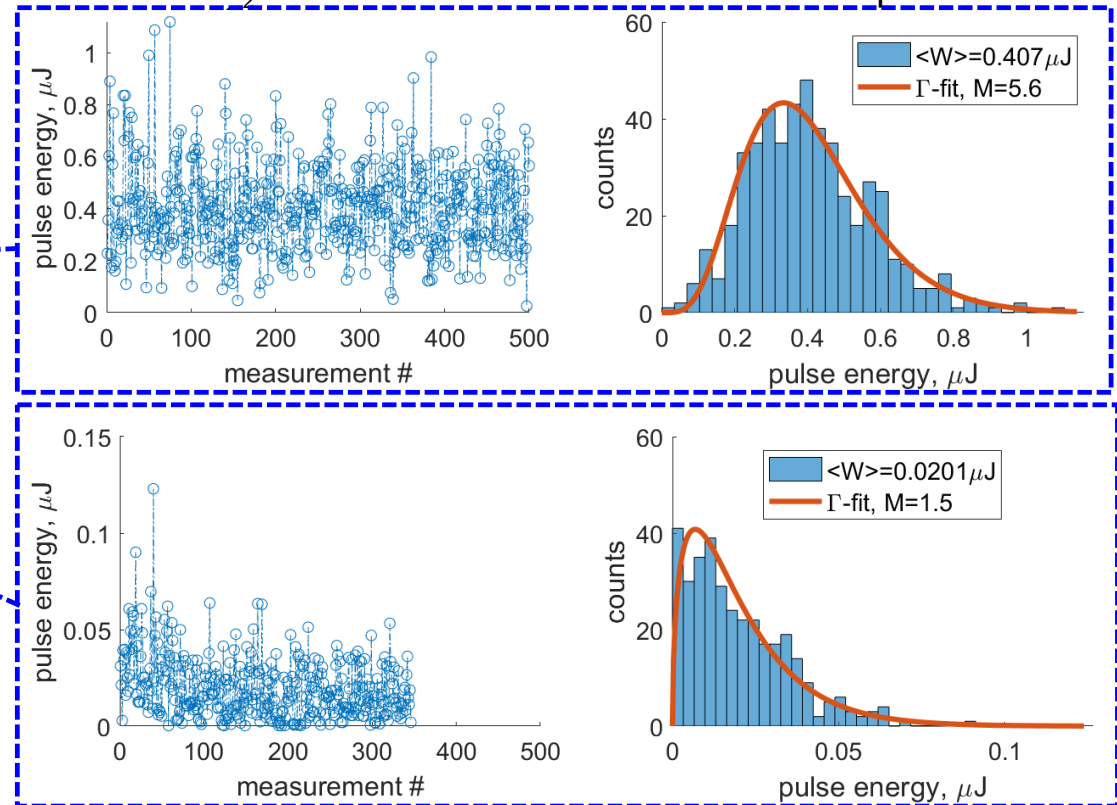 2
pulse energy, μJ
1
0.8
0.6
0.4
0.2
0
0 100 200 300 400 500
measurement #
counts
60
40
20
0
0 0.2 0.4 0.6 0.8 1
pulse energy, μJ
<W>=0.407μJ
Γ-fit, M=5.6
pulse energy, μJ
0.15
0.1
0.05
0
0 100 200 300 400 500
measurement #
counts
60
40
20
0
0 0.05 0.1
pulse energy, μJ
<W>=0.0201μJ
Γ-fit, M=1.5